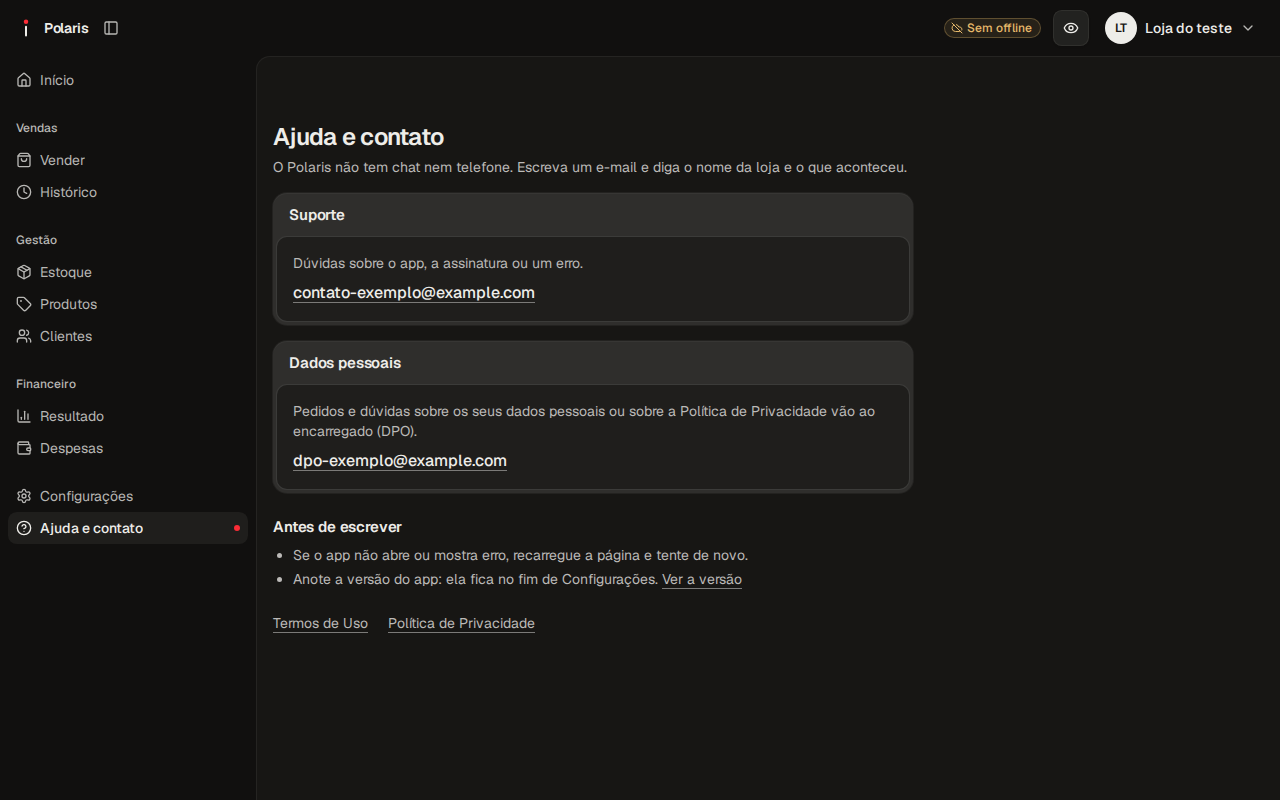 Polaris
Sem offline
LT
Loja do teste
Início
Vendas
Vender
Histórico
Gestão
Estoque
Produtos
Clientes
Financeiro
Resultado
Despesas
Configurações
Ajuda e contato
Ajuda e contato
O Polaris não tem chat nem telefone. Escreva um e-mail e diga o nome da loja e o que aconteceu.
Suporte
Dúvidas sobre o app, a assinatura ou um erro.
contato-exemplo@example.com
Dados pessoais
Pedidos e dúvidas sobre os seus dados pessoais ou sobre a Política de Privacidade vão ao
encarregado (DPO).
dpo-exemplo@example.com
Antes de escrever
Se o app não abre ou mostra erro, recarregue a página e tente de novo.
Anote a versão do app: ela fica no fim de Configurações. Ver a versão
Termos de Uso Política de Privacidade